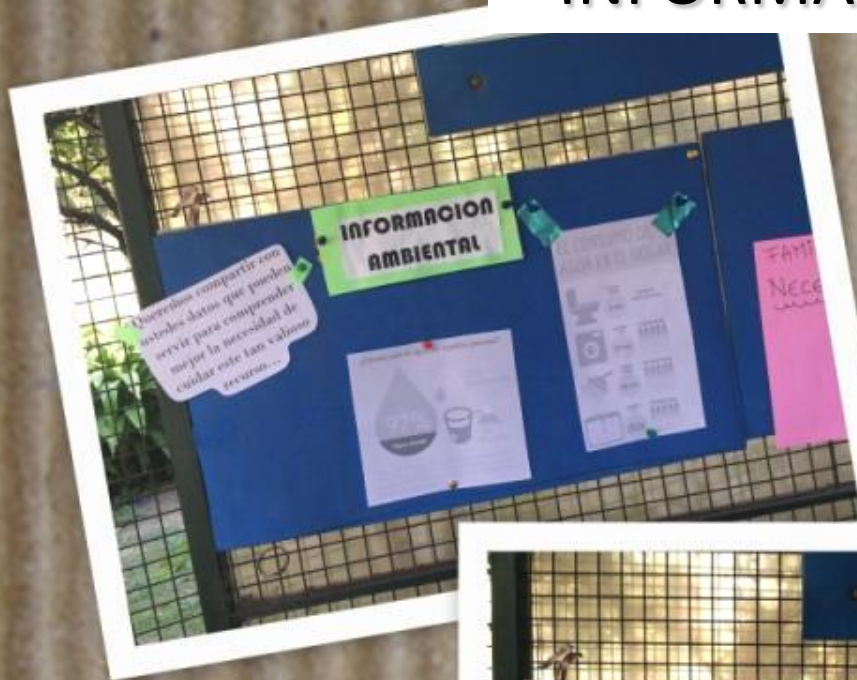 INFORMA
INFORMACION
AMBIENTAL
Queremos compartir con
ustedes datos que pueden
servir para comprender
mejor la necesidad de
cuidar este tan valioso
recurso...
97%
EL CONSUMO DE
AGUA EN EL HOGAR
FAMI
NECE